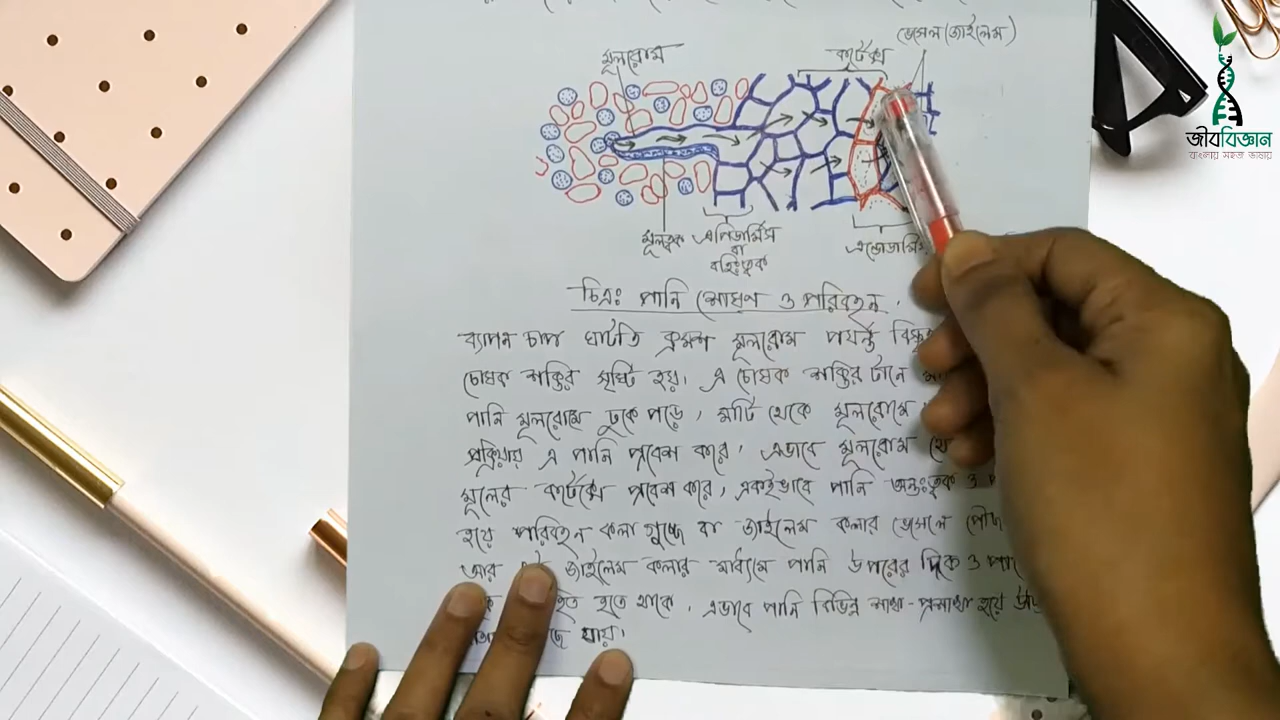 ভেসেল (জাইলেম)
মূলরোম
কর্টেক্স
মূলত্বক
এপিডার্মিস
বা
বহিঃত্বক
এন্ডোডার্মিস
চিত্রঃ পানি শোষণ ও পরিবহন।
ব্যাপন চাপ ঘাটতি ক্রমশ মূলরোম পর্যন্ত
চোষক শক্তির সৃষ্টি হয়। এ চোষক শক্তির টানে
পানি মূলরোমে ঢুকে পড়ে। মাটি থেকে মূলরোমে
প্রক্রিয়ায় এ পানি প্রবেশ করে। এভাবে মূলরোম
মূলের কর্টেক্সে প্রবেশ করে। একইভাবে পানি অন্তঃত্বক ও
হয়ে পরিবহন কলা গুচ্ছে বা জাইলেম কলার ভেসেলে
আর জাইলেম কলার মাধ্যমে পানি উপরের দিকে ও
হতে থাকে। এভাবে পানি বিভিন্ন শাখা-প্রশাখা হয়ে
যায়।
জীববিজ্ঞান
বাংলায় সহজ ভাষায়